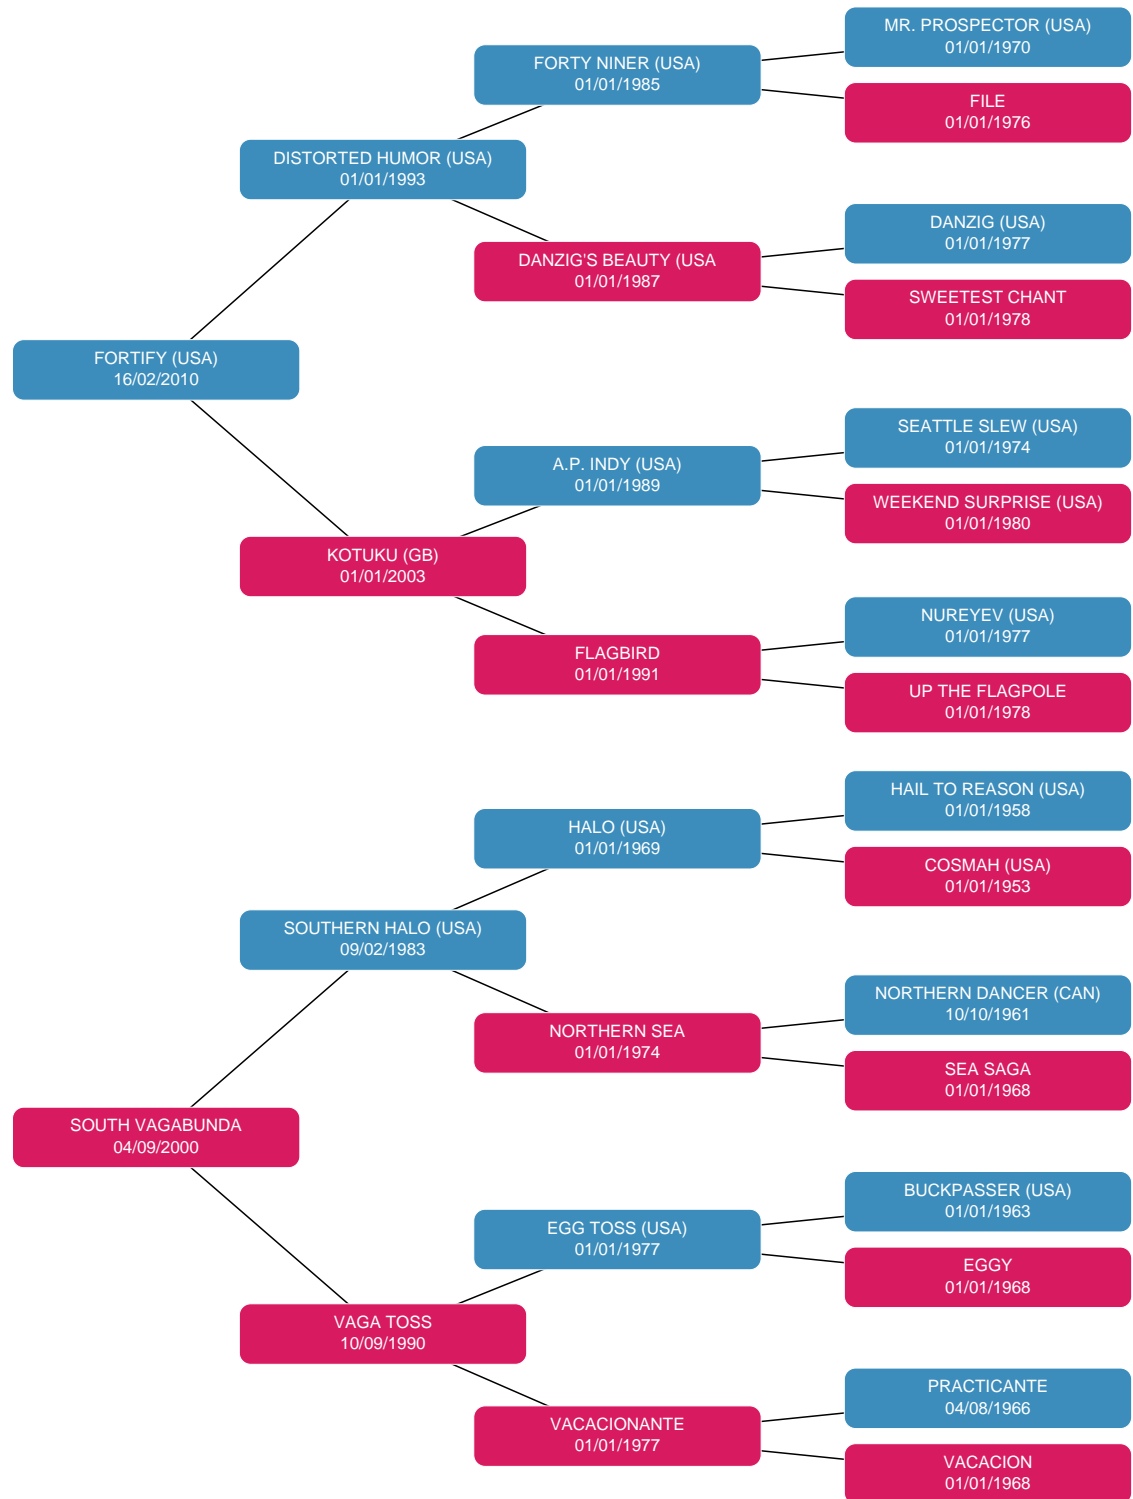 MR. PROSPECTOR (USA)
01/01/1970
FORTY NINER (USA)
01/01/1985
FILE
01/01/1976
DISTORTED HUMOR (USA)
01/01/1993
DANZIG (USA)
01/01/1977
DANZIG'S BEAUTY (USA
01/01/1987
SWEETEST CHANT
01/01/1978
FORTIFY (USA)
16/02/2010
SEATTLE SLEW (USA)
01/01/1974
A.P. INDY (USA)
01/01/1989
WEEKEND SURPRISE (USA)
01/01/1980
KOTUKU (GB)
01/01/2003
NUREYEV (USA)
01/01/1977
FLAGBIRD
01/01/1991
UP THE FLAGPOLE
01/01/1978
HAIL TO REASON (USA)
01/01/1958
HALO (USA)
01/01/1969
COSMAH (USA)
01/01/1953
SOUTHERN HALO (USA)
09/02/1983
NORTHERN DANCER (CAN)
10/10/1961
NORTHERN SEA
01/01/1974
SEA SAGA
01/01/1968
SOUTH VAGABUNDA
04/09/2000
BUCKPASSER (USA)
01/01/1963
EGG TOSS (USA)
01/01/1977
EGGY
01/01/1968
VAGA TOSS
10/09/1990
PRACTICANTE
04/08/1966
VACACIONANTE
01/01/1977
VACACION
01/01/1968